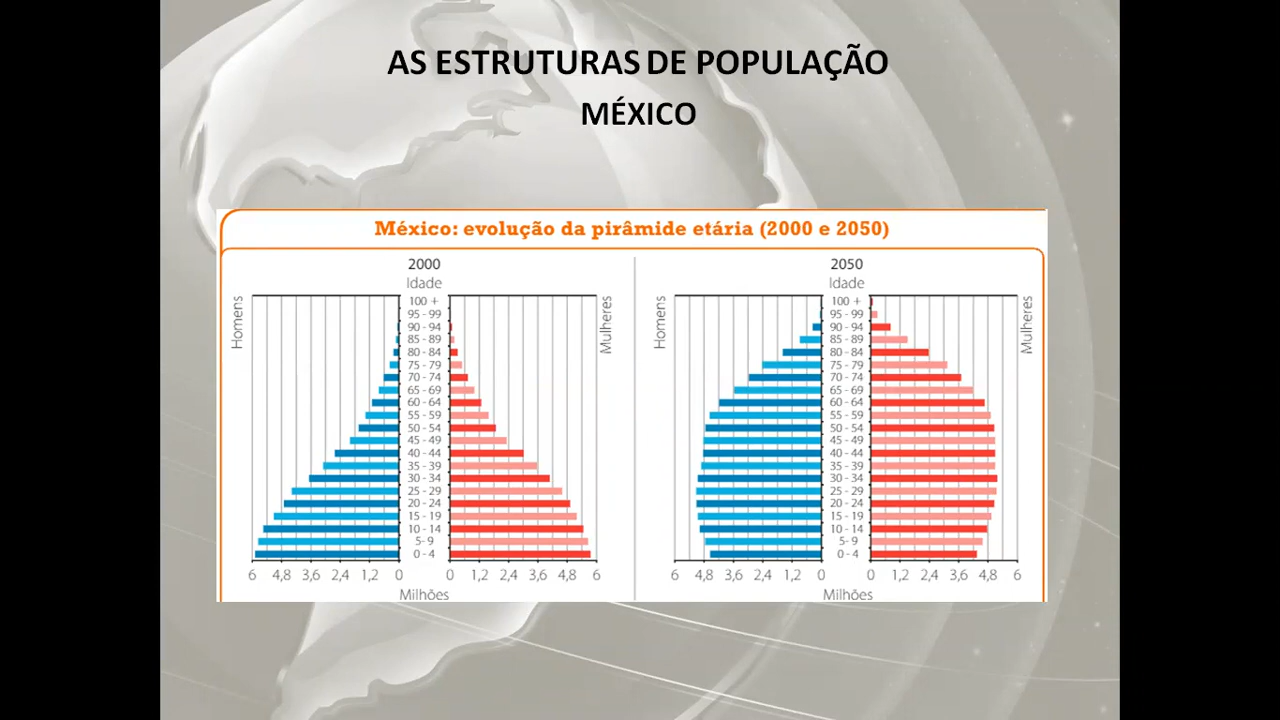 AS ESTRUTURAS DE POPULAÇÃO
MÉXICO
México: evolução da pirâmide etária (2000 e 2050)
2000
Idade
Homens
Mulheres
100 +
95 - 99
90 - 94
85 - 89
80 - 84
75 - 79
70 - 74
65 - 69
60 - 64
55 - 59
50 - 54
45 - 49
40 - 44
35 - 39
30 - 34
25 - 29
20 - 24
15 - 19
10 - 14
5- 9
0 - 4
6 4,8 3,6 2,4 1,2 0 0 1,2 2,4 3,6 4,8 6
Milhões
2050
Idade
Homens
Mulheres
100 +
95 - 99
90 - 94
85 - 89
80 - 84
75 - 79
70 - 74
65 - 69
60 - 64
55 - 59
50 - 54
45 - 49
40 - 44
35 - 39
30 - 34
25 - 29
20 - 24
15 - 19
10 - 14
5- 9
0 - 4
6 4,8 3,6 2,4 1,2 0 0 1,2 2,4 3,6 4,8 6
Milhões